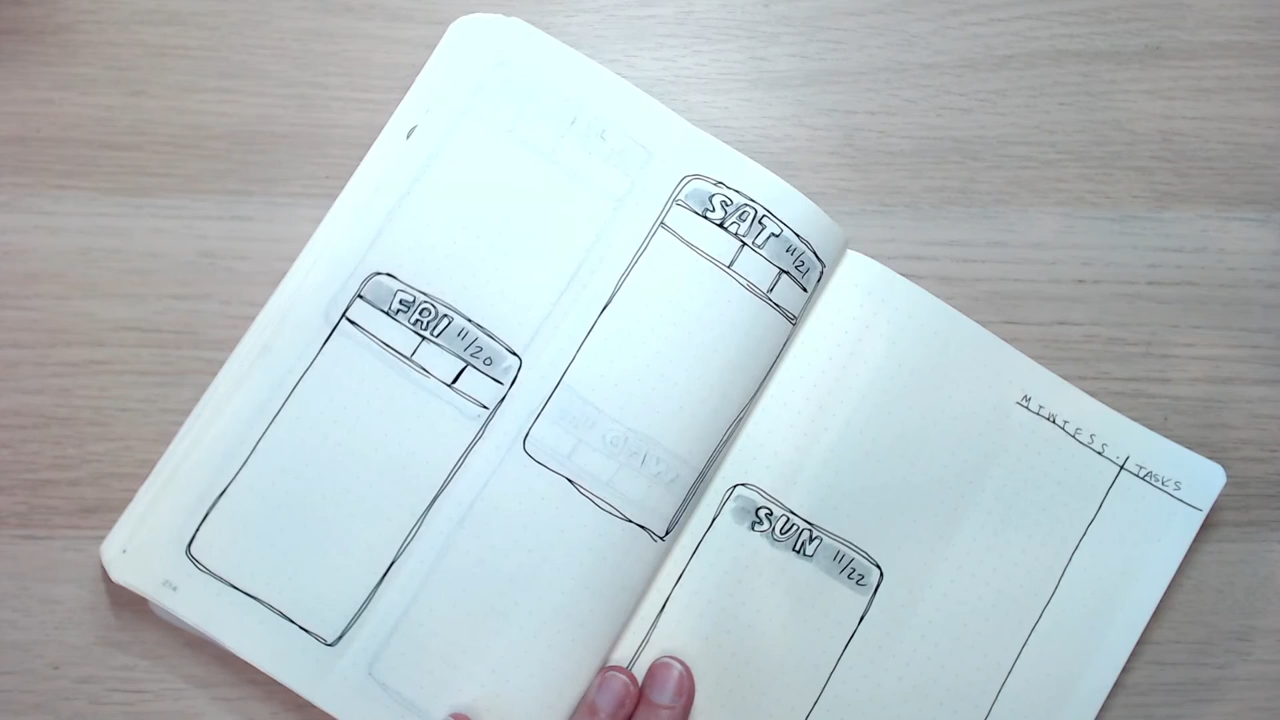 FRI 11/20
SAT 11/21
SUN 11/22
M T W T F S S . TASKS